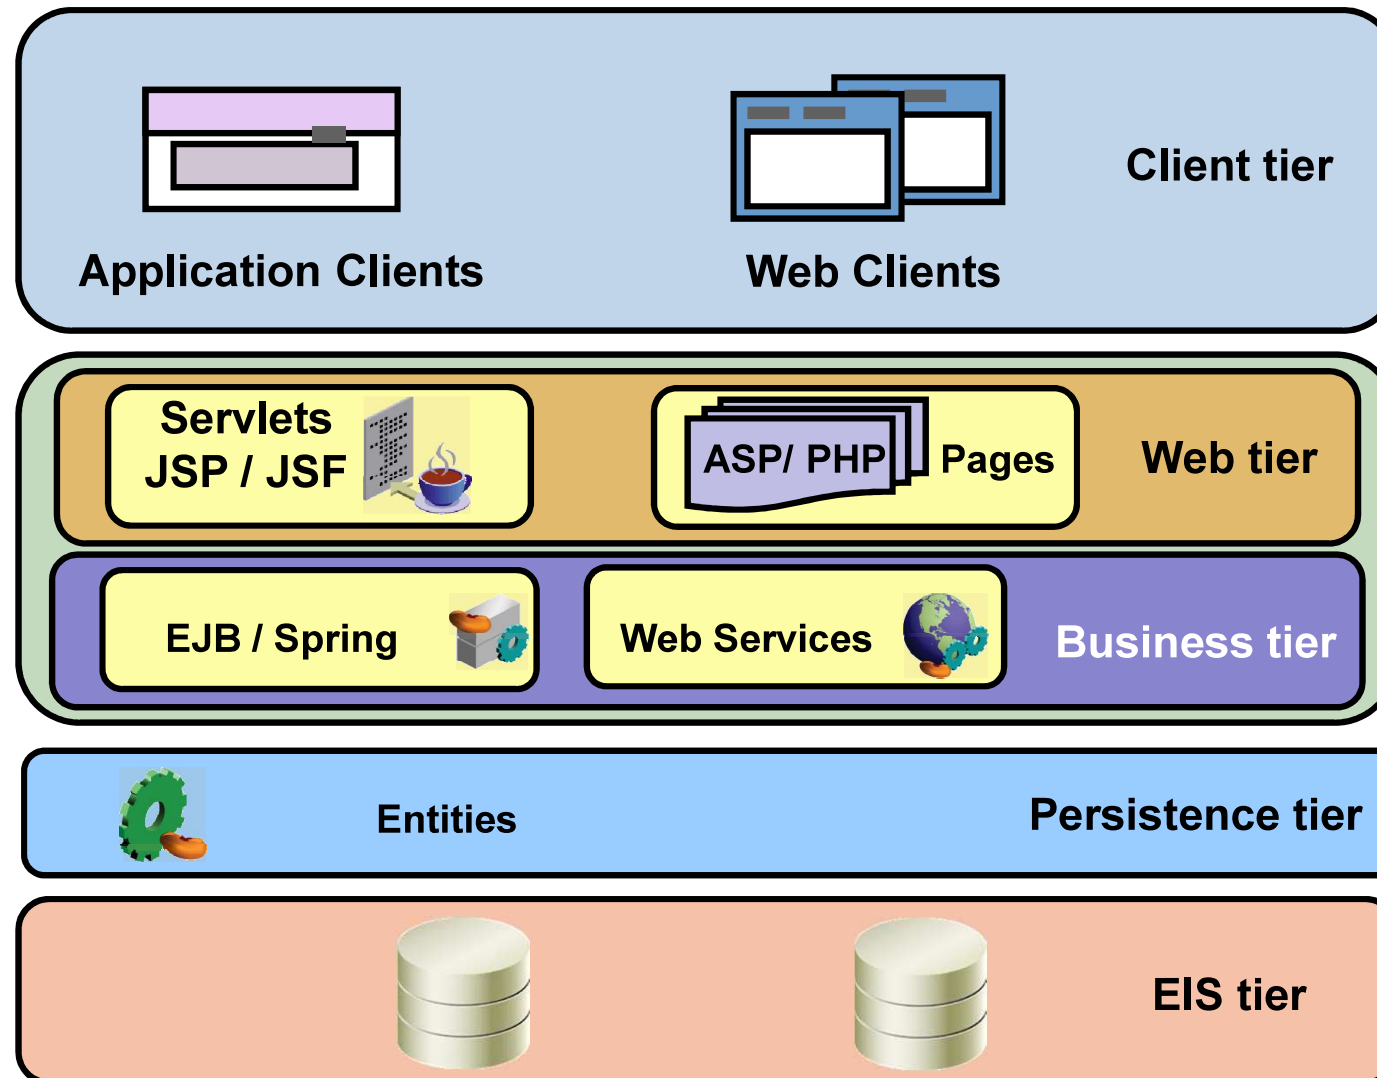 Client tier
Application Clients
Web Clients
Servlets
JSP / JSF
ASP/ PHP
Pages
Web tier
EJB / Spring
Web Services
Business tier
Entities
Persistence tier
EIS tier